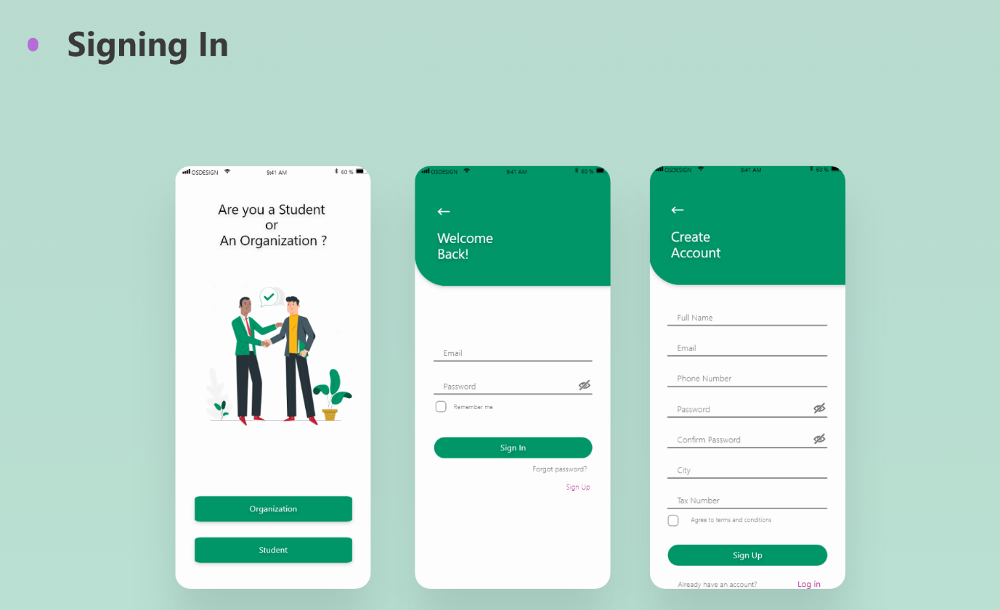 Signing In
OSDESIGN 9:41 AM 60 %
Are you a Student
or
An Organization ?
Organization
Student
OSDESIGN 9:41 AM 60 %
Welcome
Back!
Email
Password
Remember me
Sign In
Forgot password?
Sign Up
OSDESIGN 9:41 AM 60 %
Create
Account
Full Name
Email
Phone Number
Password
Confirm Password
City
Tax Number
Agree to terms and conditions
Sign Up
Already have an account? Log in